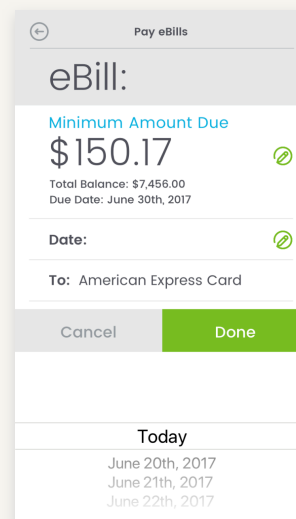 Pay eBills
eBill:
Minimum Amount Due
$150.17
Total Balance: $7,456.00
Due Date: June 30th, 2017
Date:
To: American Express Card
Cancel Done
Today
June 20th, 2017
June 21th, 2017
June 22th, 2017